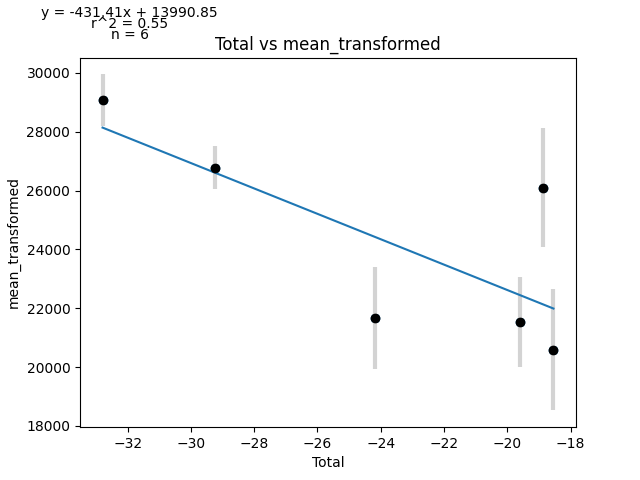 y = -431.41x + 13990.85
r^2 = 0.55
n = 6
Total vs mean_transformed
30000
28000
26000
24000
22000
20000
18000
mean_transformed
−32
−30
−28
−26
−24
−22
−20
−18
Total